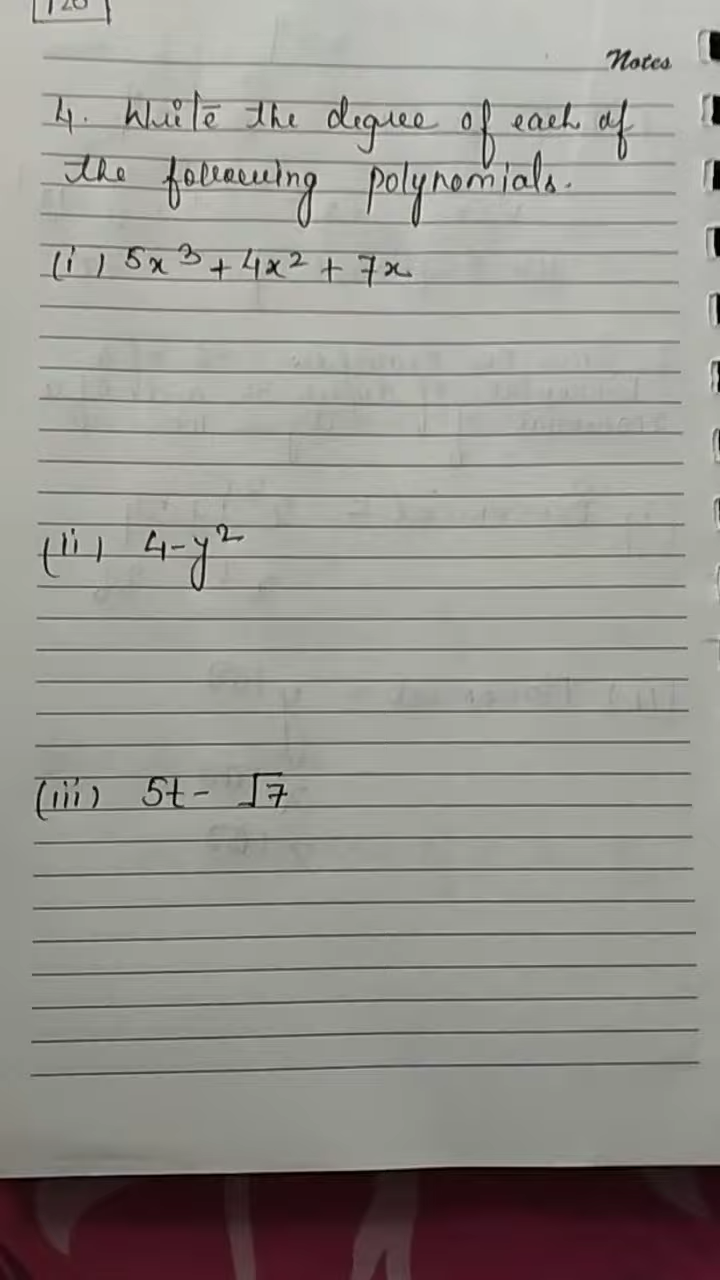 Notes
4. Write the degree of each of
the following polynomials.
(i) 5x³ + 4x² + 7x
(ii) 4-y²
(iii) 5t - √7